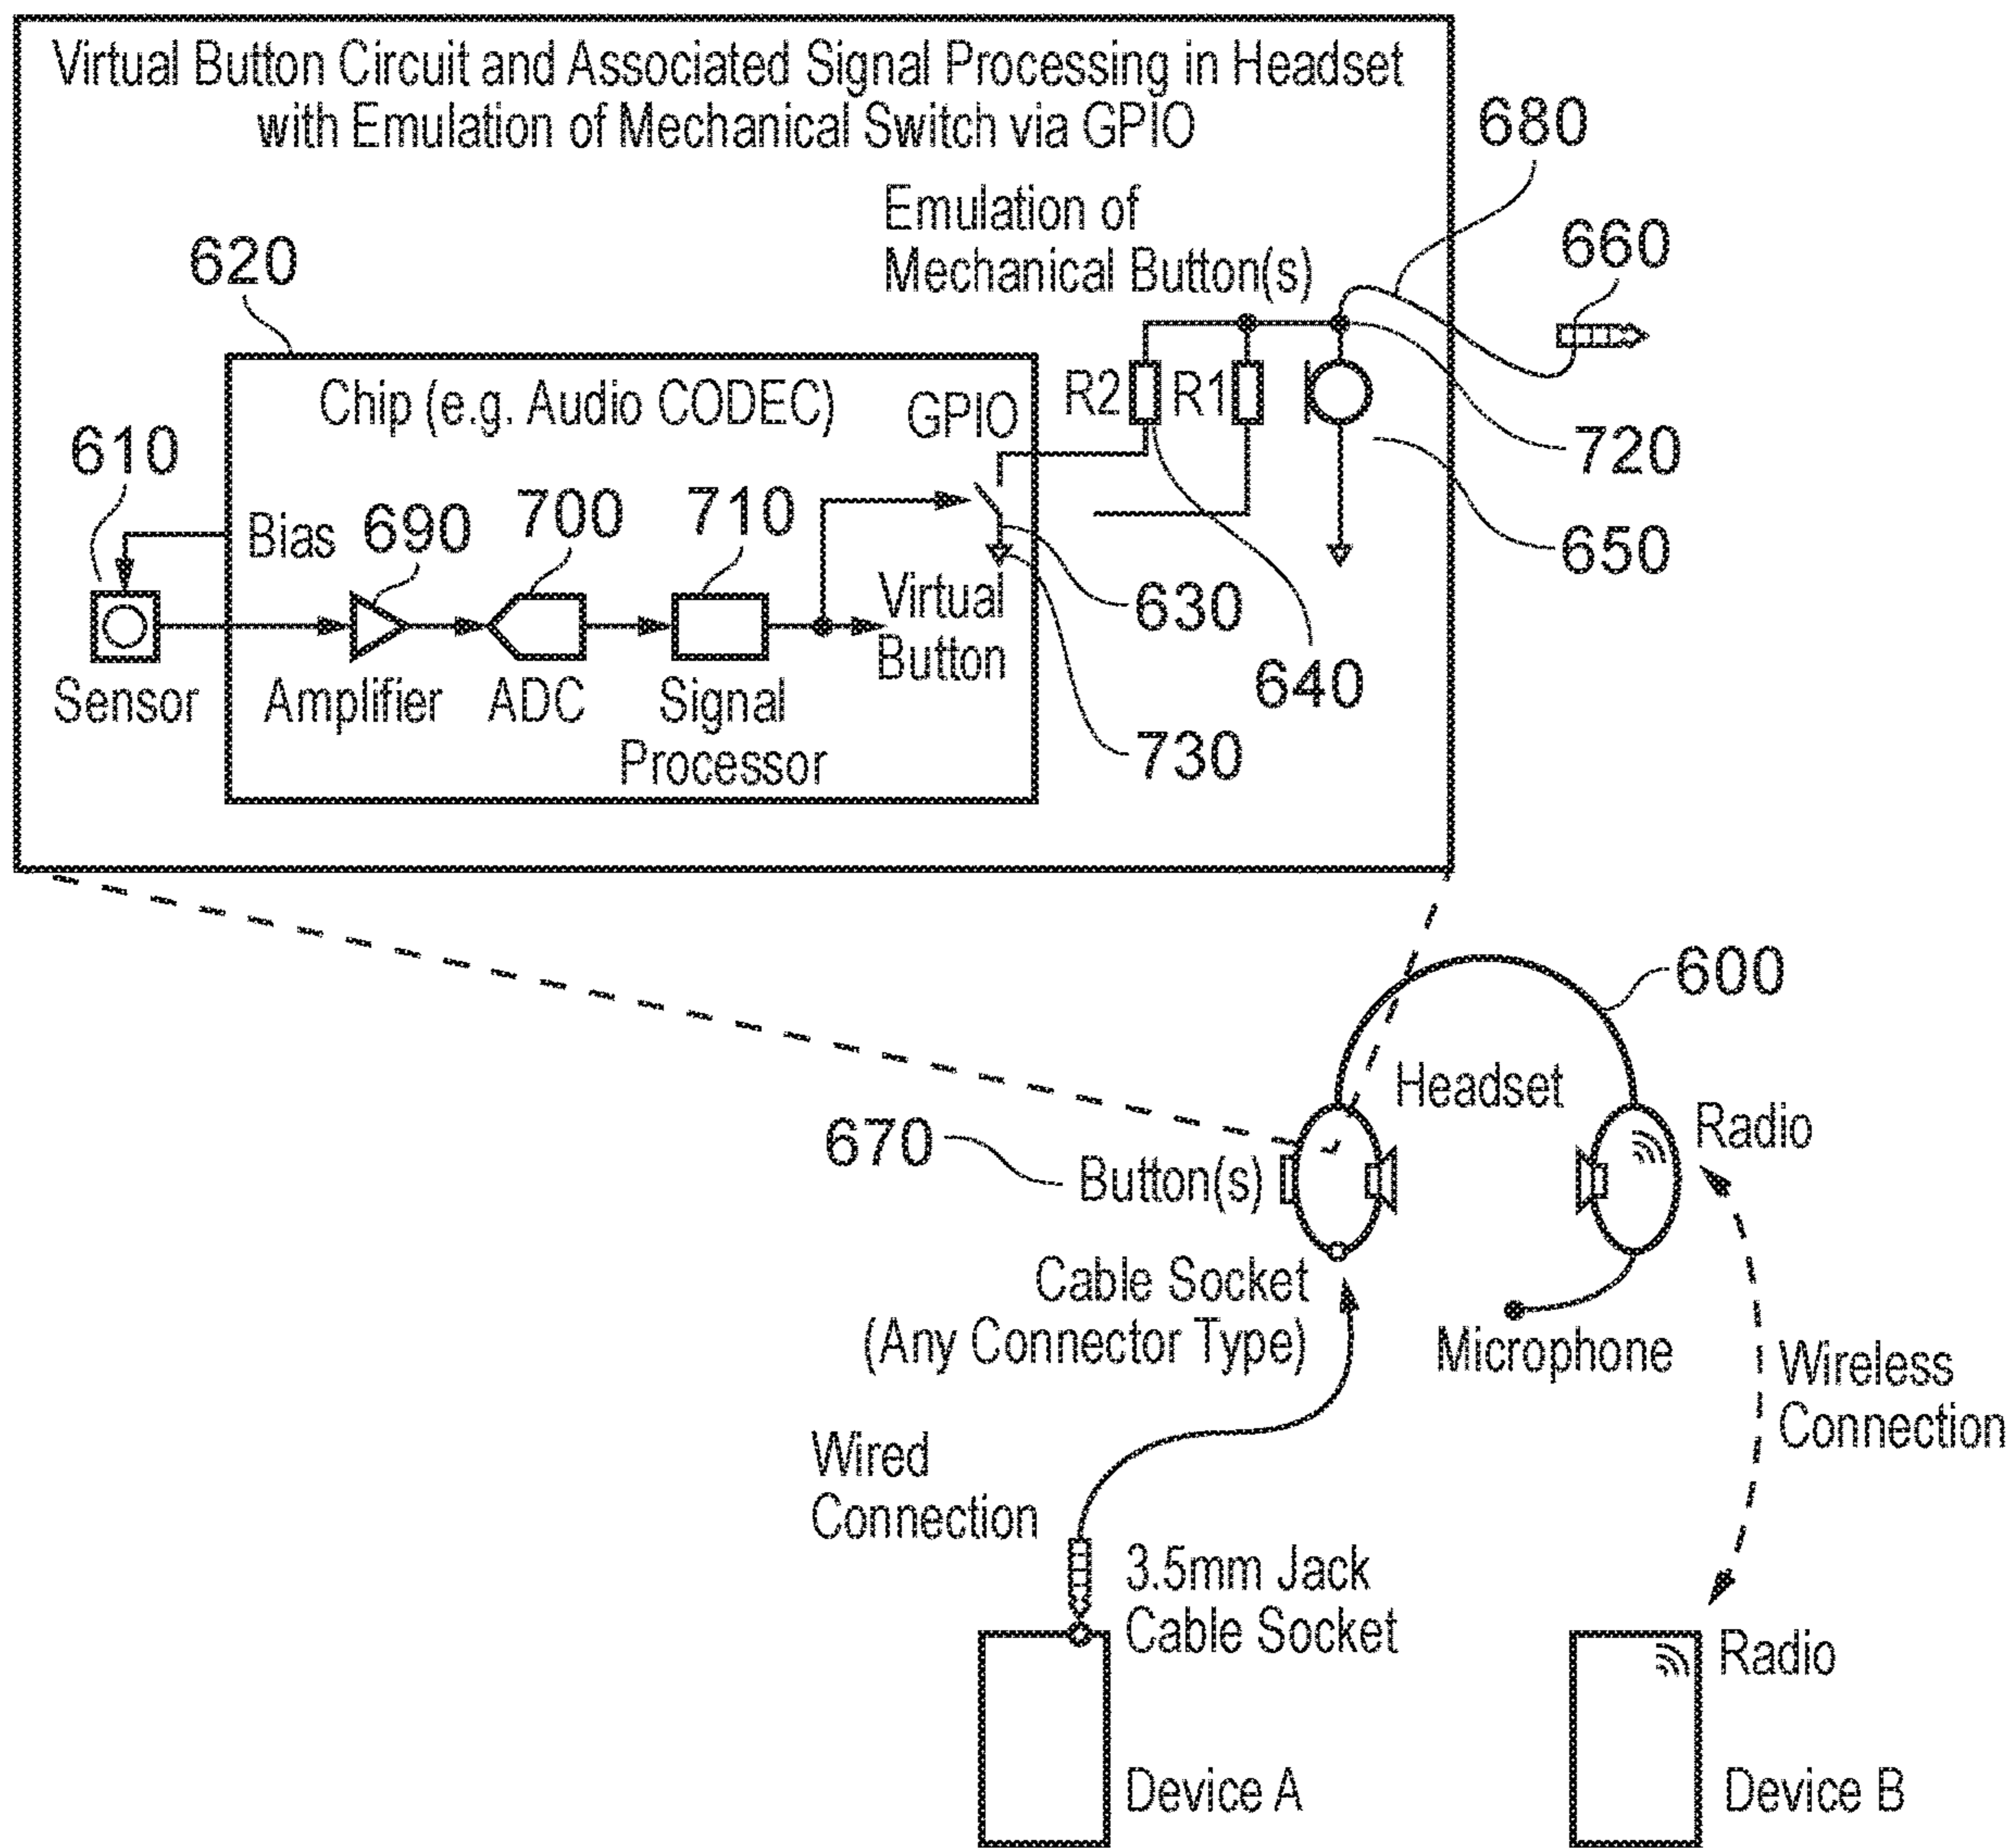 Virtual Button Circuit and Associated Signal Processing in Headset
with Emulation of Mechanical Switch via GPIO
680
Emulation of
Mechanical Button(s)
660
620
Chip (e.g. Audio CODEC)
GPIO
R2
R1
720
610
Bias
690
700
710
650
Virtual
Button
630
640
Sensor
Amplifier
ADC
Signal
Processor
730
600
Headset
Radio
670
Button(s)
Cable Socket
(Any Connector Type)
Microphone
Wireless
Connection
Wired
Connection
3.5mm Jack
Cable Socket
Radio
Device A
Device B